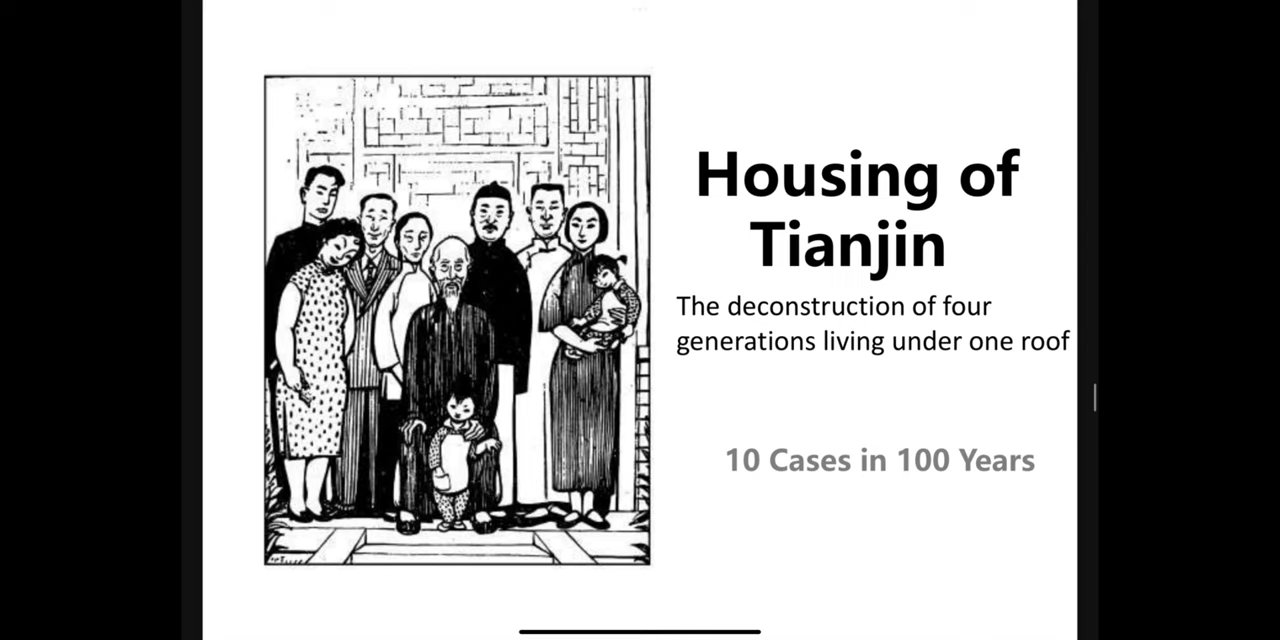 Housing of
Tianjin
The deconstruction of four
generations living under one roof
10 Cases in 100 Years